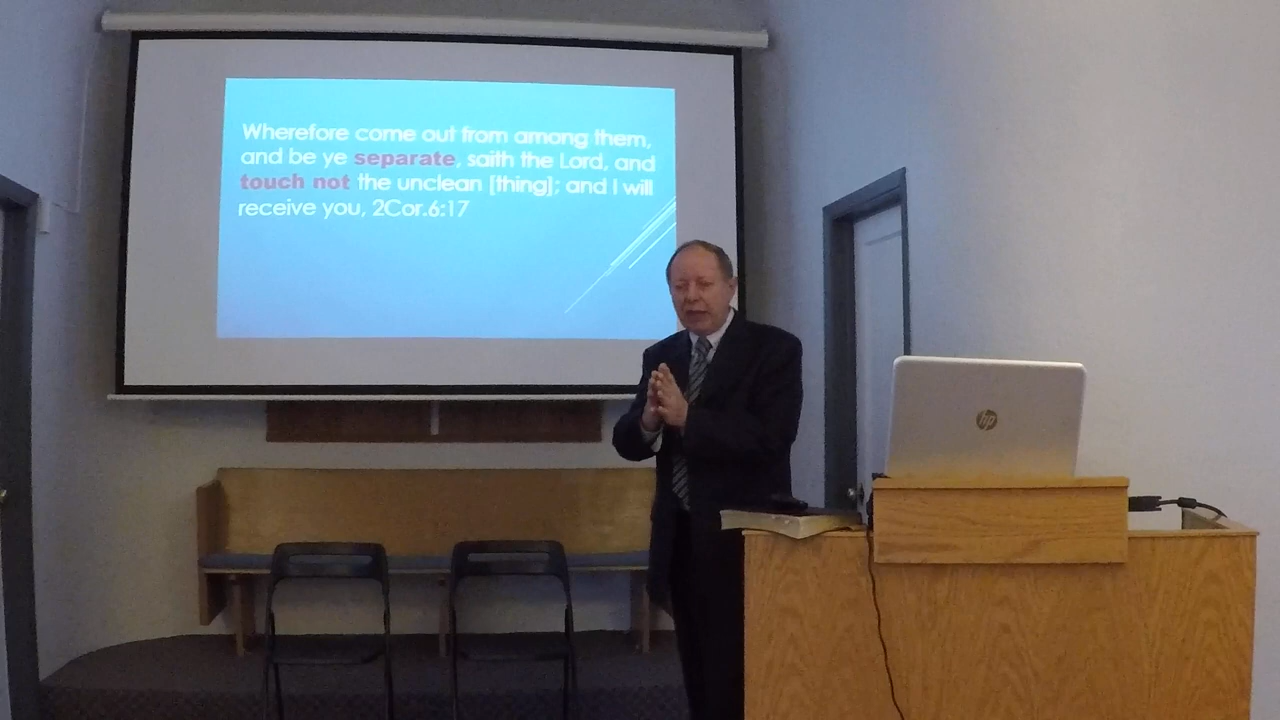 Wherefore come out from among them,
and be ye separate, saith the Lord, and
touch not the unclean [thing]; and I will
receive you, 2Cor.6:17
hp